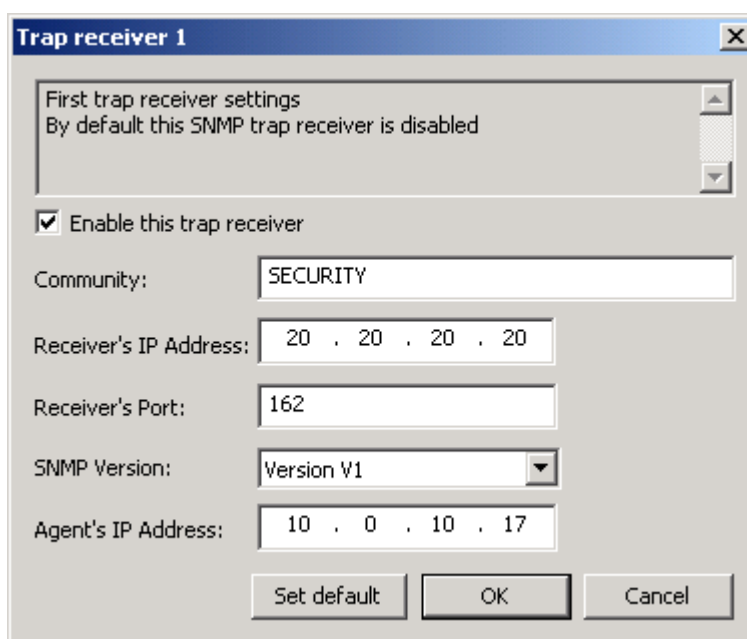 Trap receiver 1
First trap receiver settings
By default this SNMP trap receiver is disabled
Enable this trap receiver
Community: SECURITY
Receiver's IP Address: 20 . 20 . 20 . 20
Receiver's Port: 162
SNMP Version: Version V1
Agent's IP Address: 10 . 0 . 10 . 17
Set default OK Cancel